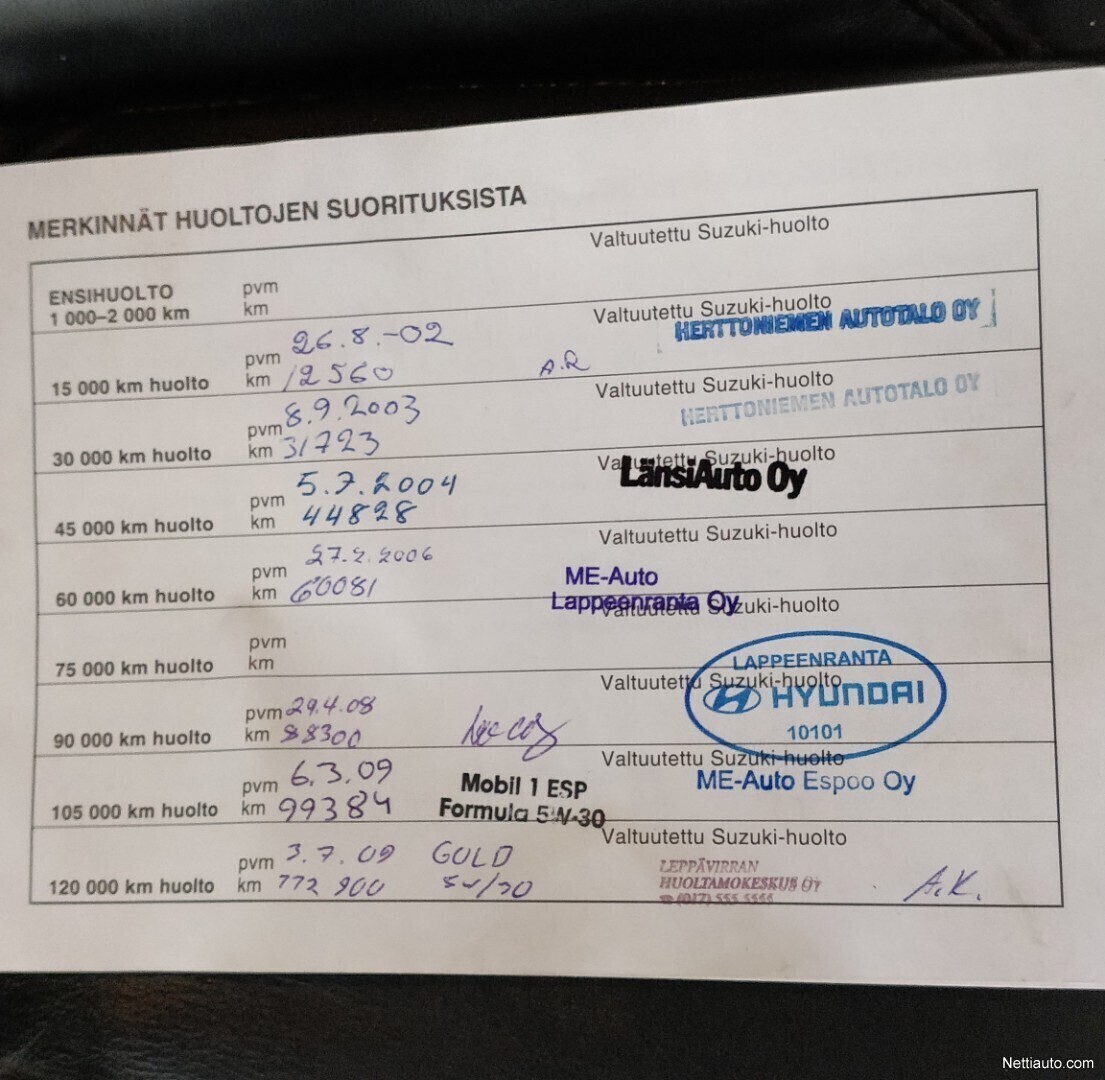 MERKINNÄT HUOLTOJEN SUORITUKSISTA
Valtuutettu Suzuki-huolto
ENSIHUOLTO pvm
1 000–2 000 km km
Valtuutettu Suzuki-huolto
HERTTONIEMEN AUTOTALO OY
pvm 26.8.-02
15 000 km huolto km 12560 A.R
Valtuutettu Suzuki-huolto
HERTTONIEMEN AUTOTALO OY
pvm 8.9.2003
30 000 km huolto km 31723
Valtuutettu Suzuki-huolto
LänsiAuto Oy
pvm 5.7.2004
45 000 km huolto km 44828
Valtuutettu Suzuki-huolto
pvm 27.2.2006
ME-Auto
60 000 km huolto km 60081
Lappeenranta Oy
Valtuutettu Suzuki-huolto
pvm
75 000 km huolto km
LAPPEENRANTA
Valtuutettu Suzuki-huolto
HYUNDAI
10101
pvm 29.4.08
90 000 km huolto km 88300
Valtuutettu Suzuki-huolto
ME-Auto Espoo Oy
pvm 6.3.09 Mobil 1 ESP
105 000 km huolto km 99384 Formula 5W-30
Valtuutettu Suzuki-huolto
pvm 3.7.09 GOLD
LEPPÄVIRRAN
120 000 km huolto km
HUOLTAMOKESKUS OY
(017) 555 5555
A.K.
Nettiauto.com